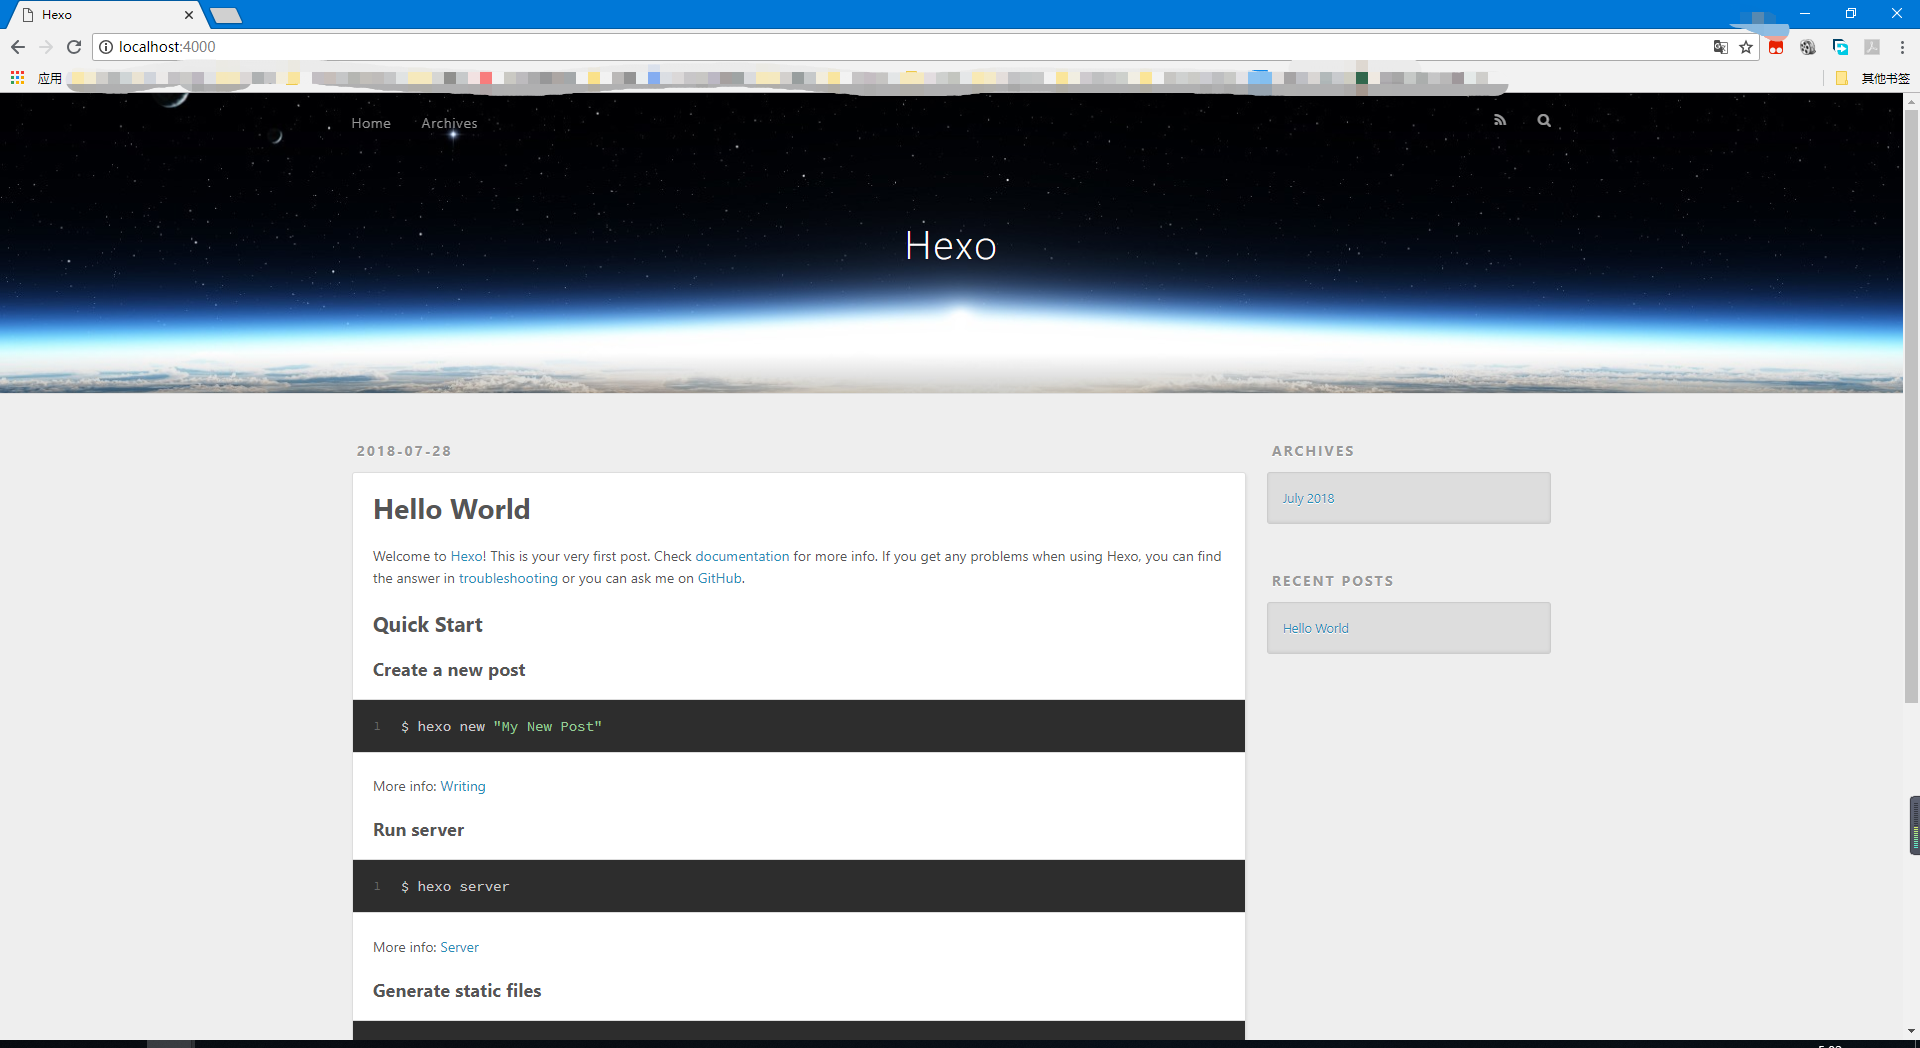 Hexo
localhost:4000
应用
其他书签
Home Archives
Hexo
2018-07-28
Hello World
Welcome to Hexo! This is your very first post. Check documentation for more info. If you get any problems when using Hexo, you can find
the answer in troubleshooting or you can ask me on GitHub.
Quick Start
Create a new post
1 $ hexo new "My New Post"
More info: Writing
Run server
1 $ hexo server
More info: Server
Generate static files
ARCHIVES
July 2018
RECENT POSTS
Hello World